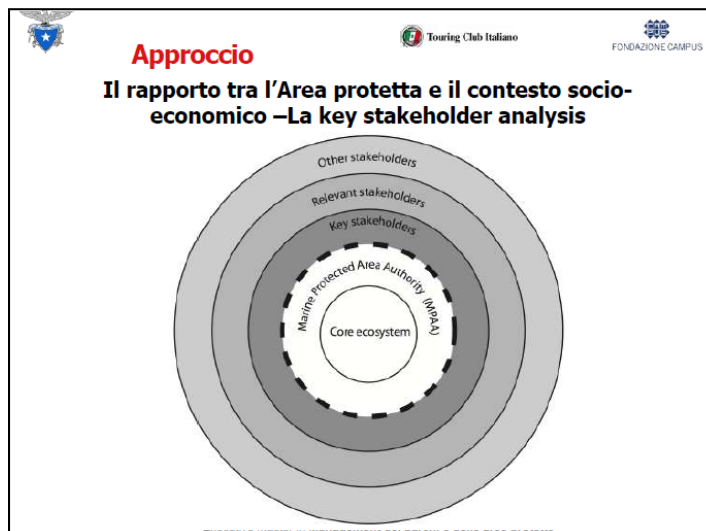 Touring Club Italiano
FONDAZIONE CAMPUS
Approccio
Il rapporto tra l'Area protetta e il contesto socio-
economico –La key stakeholder analysis
Other stakeholders
Relevant stakeholders
Key stakeholders
Marine Protected Area Authority (MPAA)
Core ecosystem